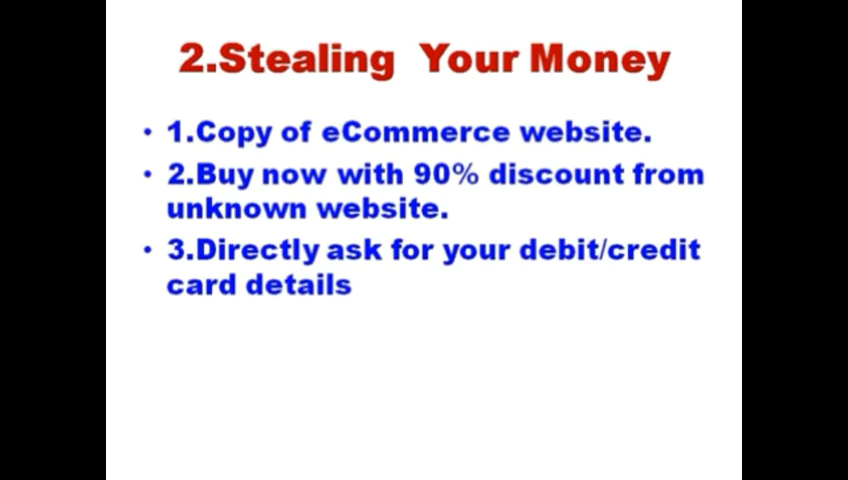 2.Stealing Your Money
• 1.Copy of eCommerce website.
• 2.Buy now with 90% discount from
unknown website.
• 3.Directly ask for your debit/credit
card details